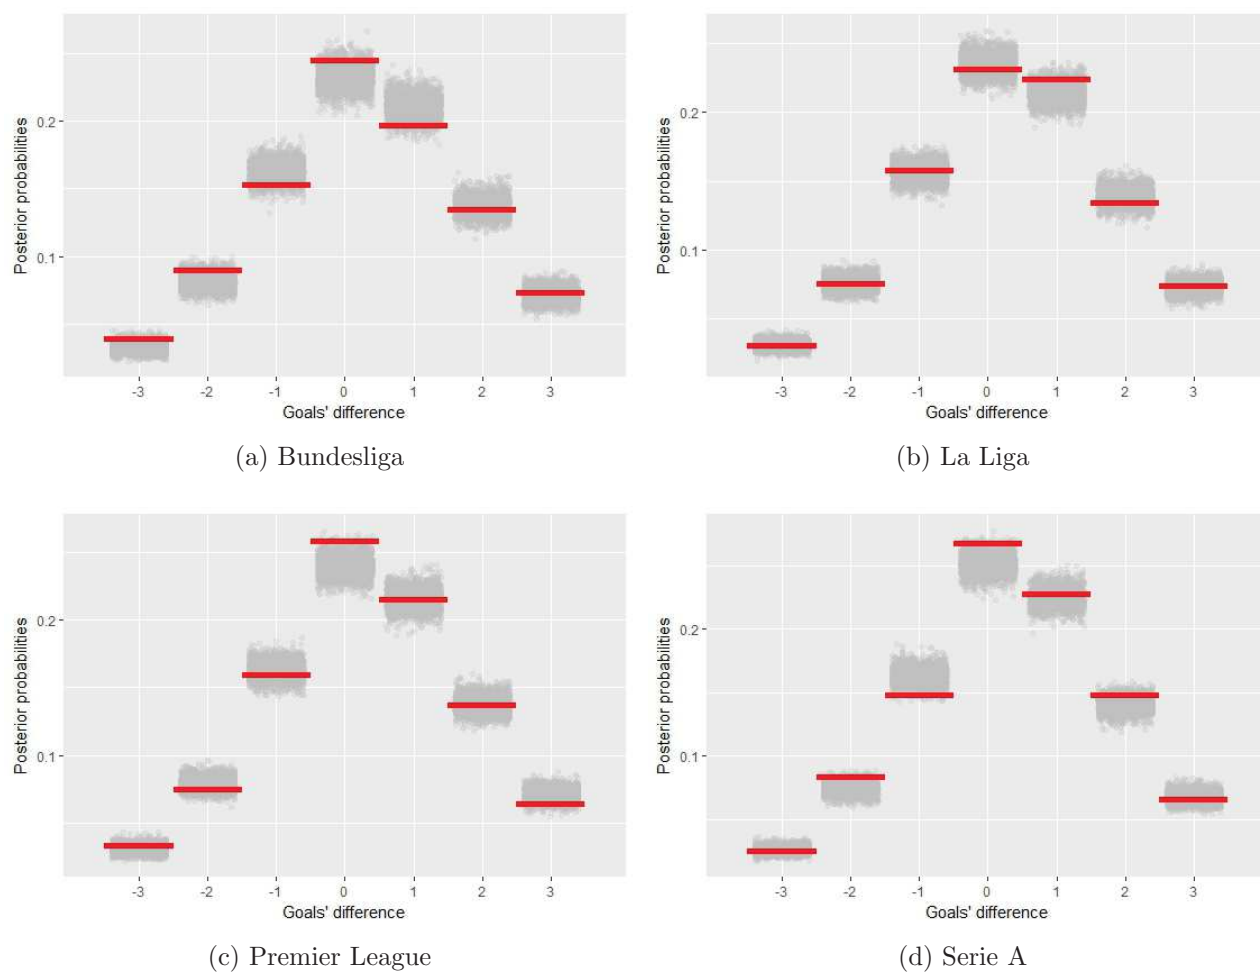 Posterior probabilities
0.2
0.1
-3 -2 -1 0 1 2 3
Goals' difference
(a) Bundesliga
Posterior probabilities
0.2
0.1
-3 -2 -1 0 1 2 3
Goals' difference
(b) La Liga
Posterior probabilities
0.2
0.1
-3 -2 -1 0 1 2 3
Goals' difference
(c) Premier League
Posterior probabilities
0.2
0.1
-3 -2 -1 0 1 2 3
Goals' difference
(d) Serie A